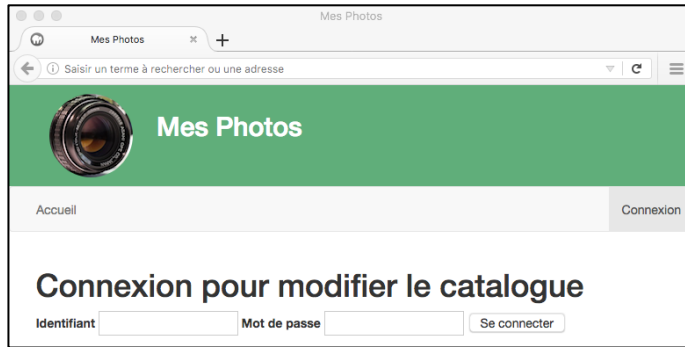 Mes Photos
Mes Photos
Saisir un terme à rechercher ou une adresse
Mes Photos
Accueil Connexion
Connexion pour modifier le catalogue
Identifiant Mot de passe Se connecter